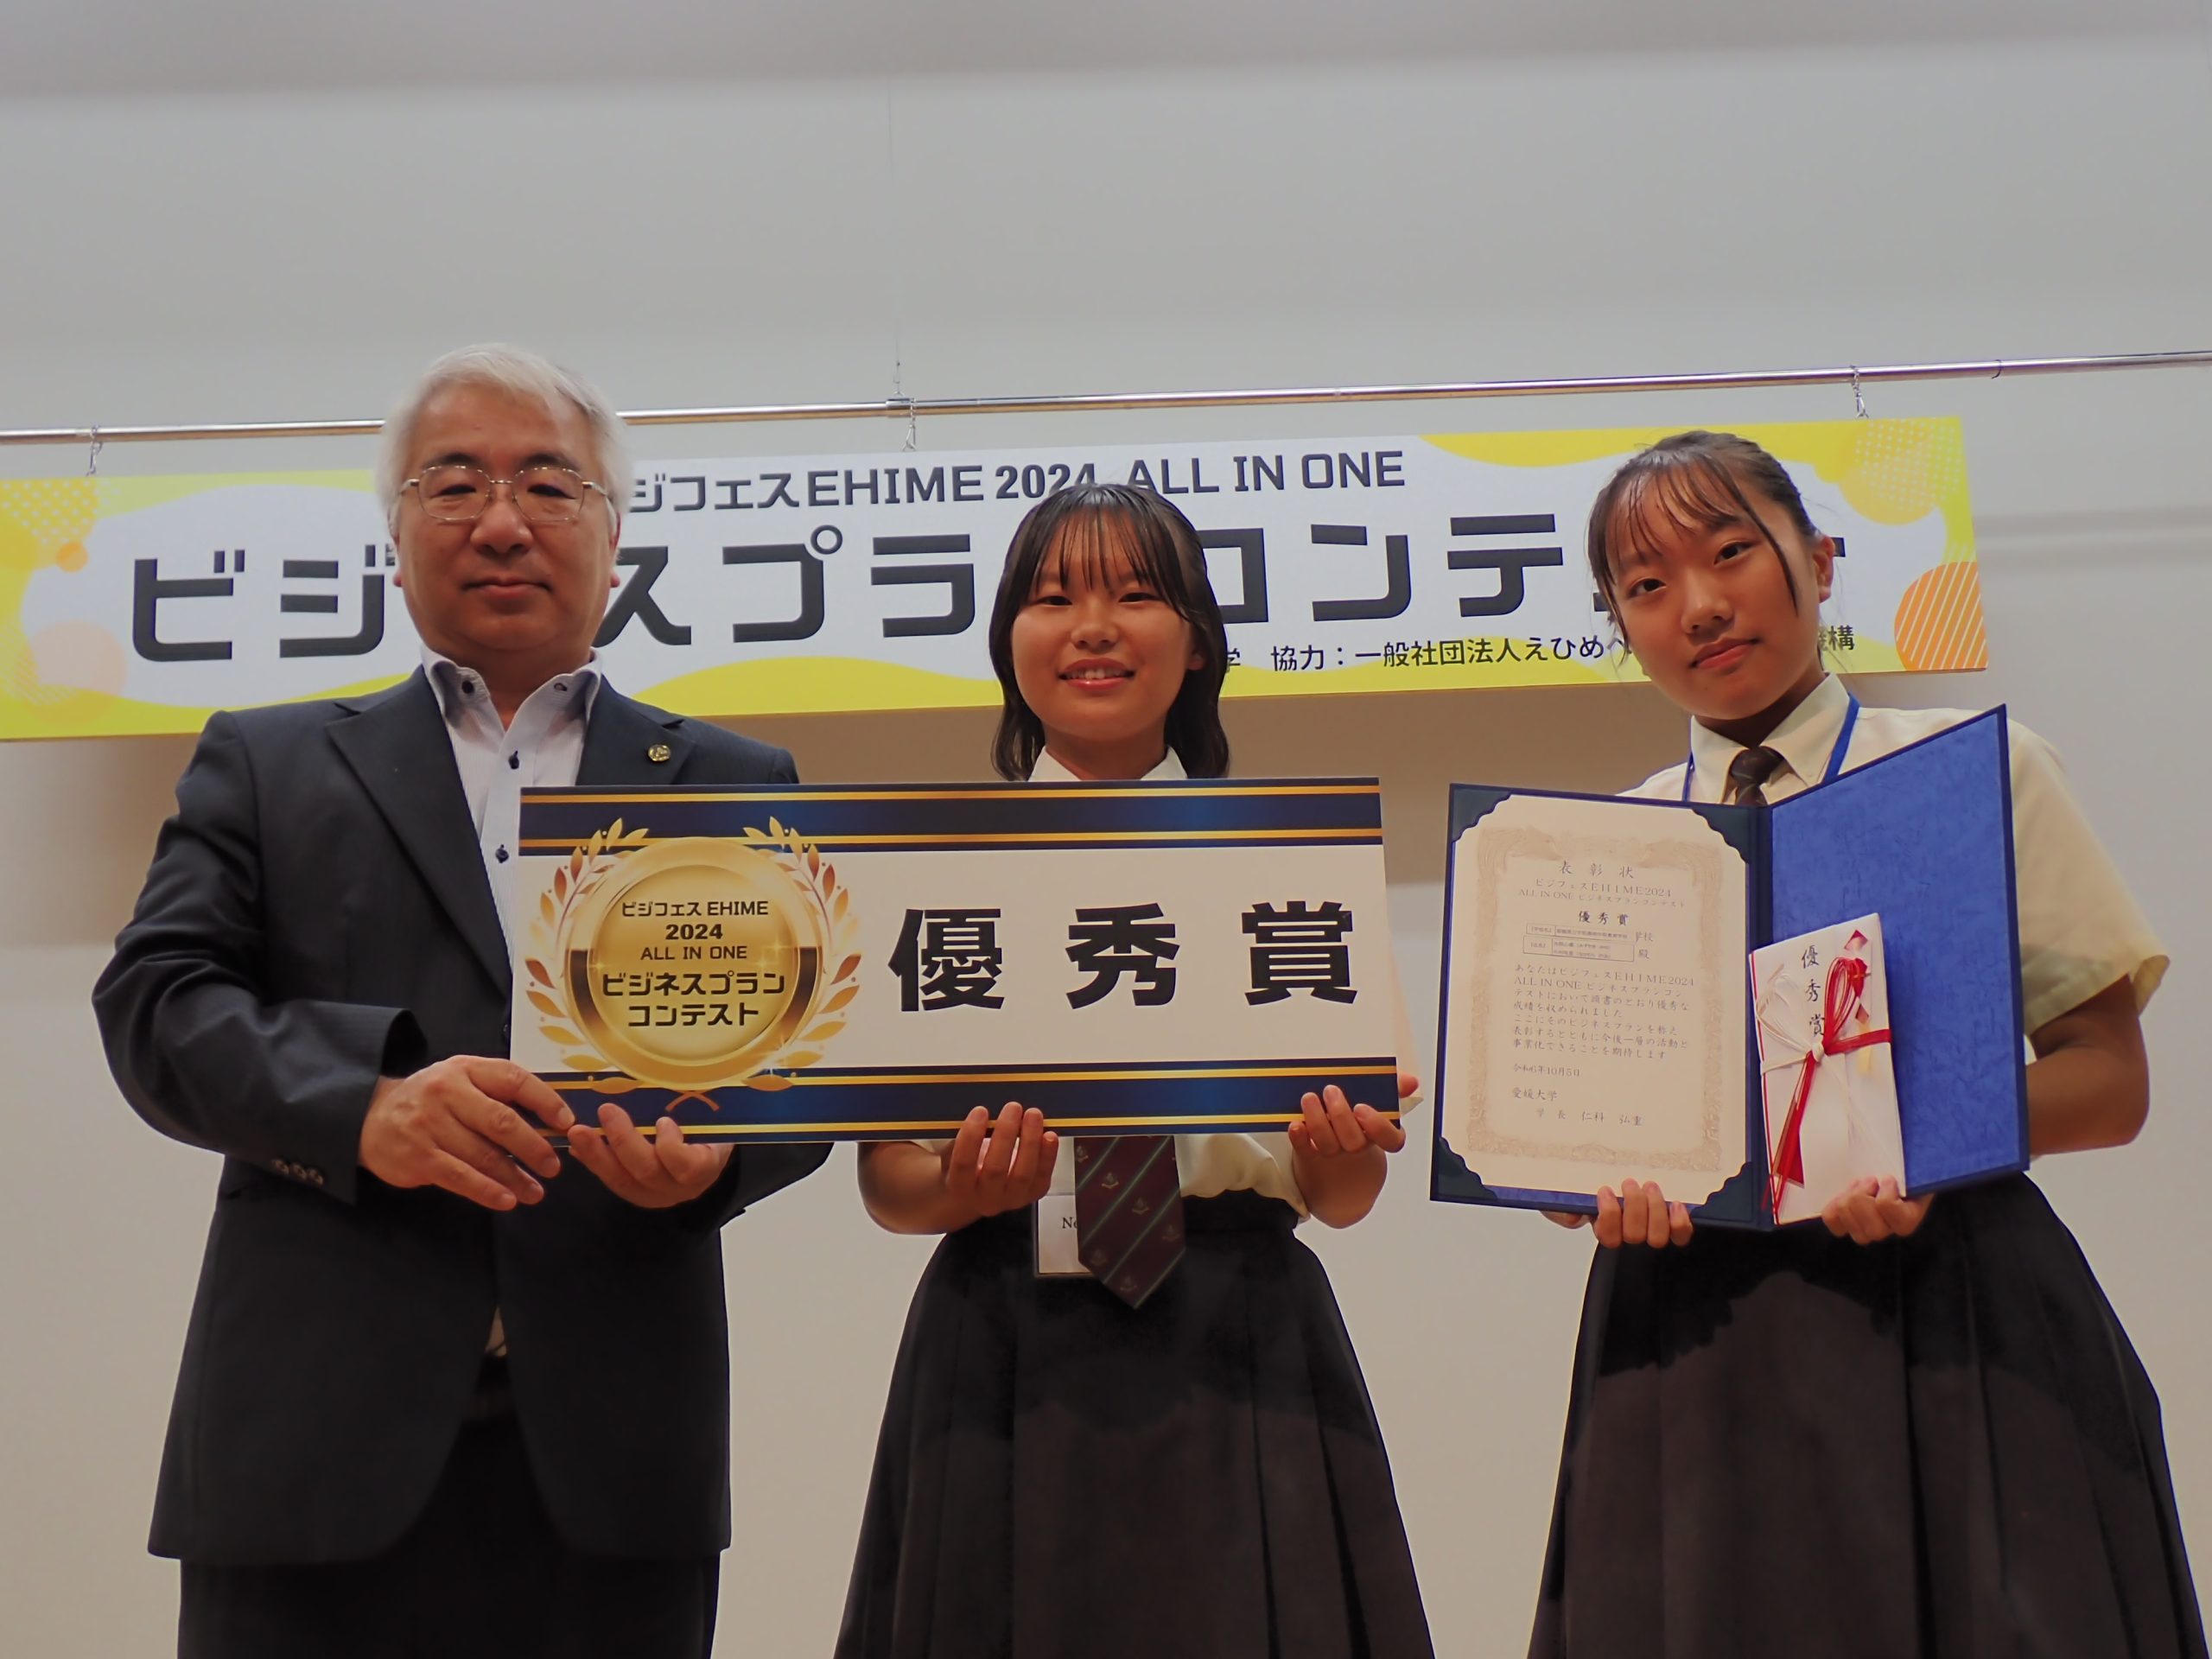 ジフェスEHIME 2024 ALL IN ONE
ビジ スプラ コンテ
学 協力：一般社団法人えひめベ 機構
ビジフェス EHIME
2024
ALL IN ONE
ビジネスプラン
コンテスト
優秀賞
表彰状
ビジフェスEHIME2024
ALL IN ONE ビジネスプランコンテスト
優秀賞
学校
殿
あなたはビジフェスEHIME2024
ALL IN ONE ビジネスプランコン
テストにおいて頭書のとおり優秀な
成績を収められました
ここにそのビジネスプランを称え
表彰するとともに今後一層の活動と
事業化できることを期待します
令和6年10月5日
愛媛大学
学長 仁科 弘重
優秀賞